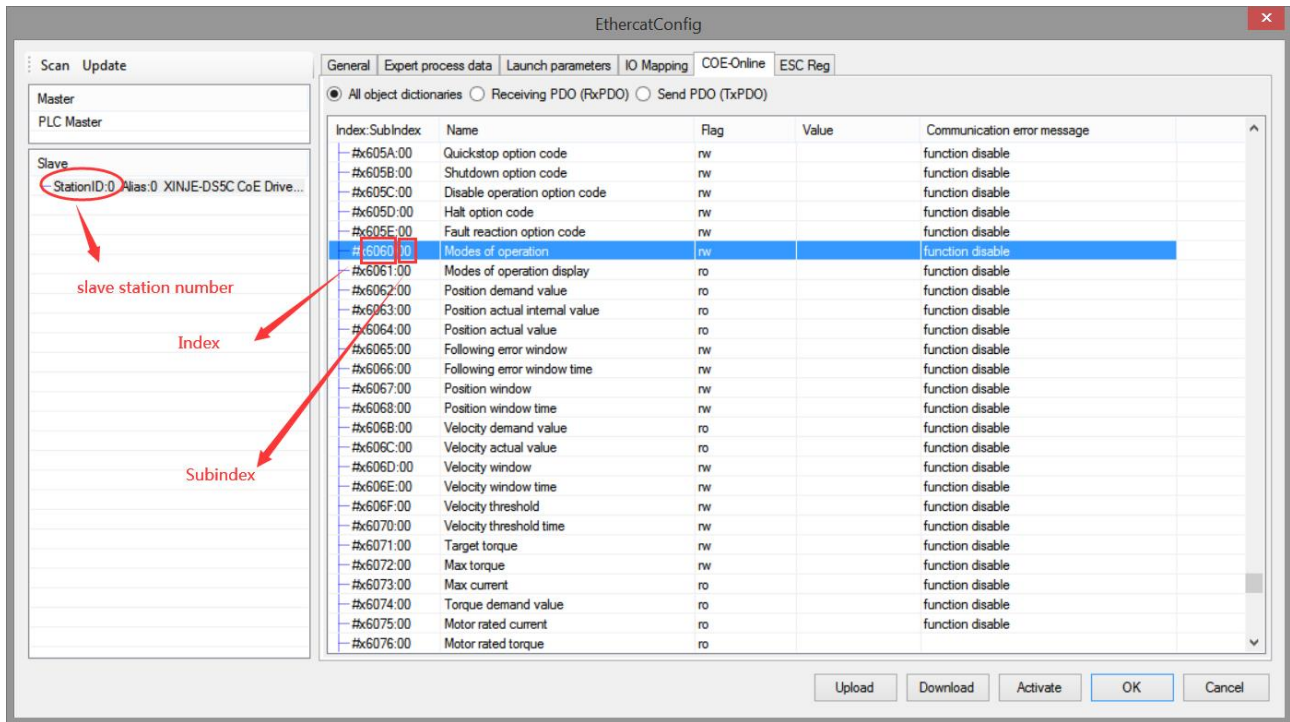 EthercatConfig
Scan Update
General Expert process data Launch parameters IO Mapping COE-Online ESC Reg
Master
PLC Master
All object dictionaries Receiving PDO (RxPDO) Send PDO (TxPDO)
Slave
StationID:0 Alias:0 XINJE-DS5C CoE Drive...
slave station number
Index
Subindex
Index:SubIndex Name Flag Value Communication error message
#x605A:00 Quickstop option code rw function disable
#x605B:00 Shutdown option code rw function disable
#x605C:00 Disable operation option code rw function disable
#x605D:00 Halt option code rw function disable
#x605E:00 Fault reaction option code rw function disable
#x6060:00 Modes of operation rw function disable
#x6061:00 Modes of operation display ro function disable
#x6062:00 Position demand value ro function disable
#x6063:00 Position actual internal value ro function disable
#x6064:00 Position actual value ro function disable
#x6065:00 Following error window rw function disable
#x6066:00 Following error window time rw function disable
#x6067:00 Position window rw function disable
#x6068:00 Position window time rw function disable
#x606B:00 Velocity demand value ro function disable
#x606C:00 Velocity actual value ro function disable
#x606D:00 Velocity window rw function disable
#x606E:00 Velocity window time rw function disable
#x606F:00 Velocity threshold rw function disable
#x6070:00 Velocity threshold time rw function disable
#x6071:00 Target torque rw function disable
#x6072:00 Max torque rw function disable
#x6073:00 Max current ro function disable
#x6074:00 Torque demand value ro function disable
#x6075:00 Motor rated current ro function disable
#x6076:00 Motor rated torque ro
Upload Download Activate OK Cancel